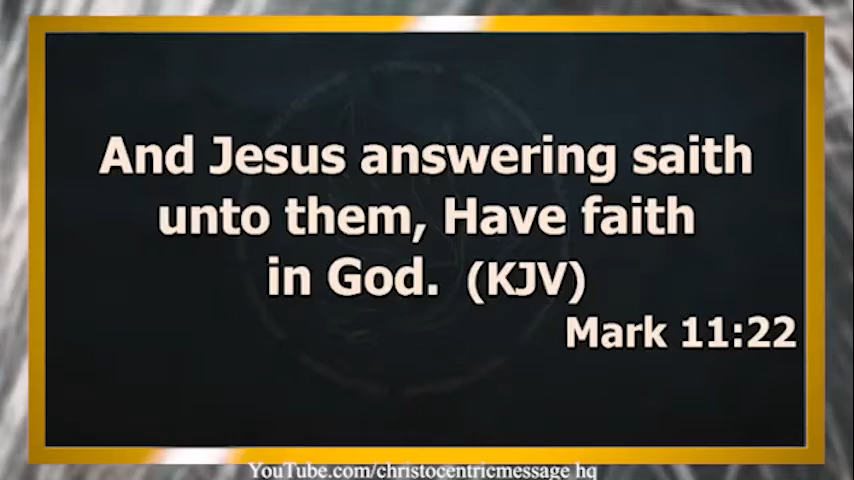 And Jesus answering saith
unto them, Have faith
in God. (KJV)
Mark 11:22
YouTube.com/christocentricmessage hq